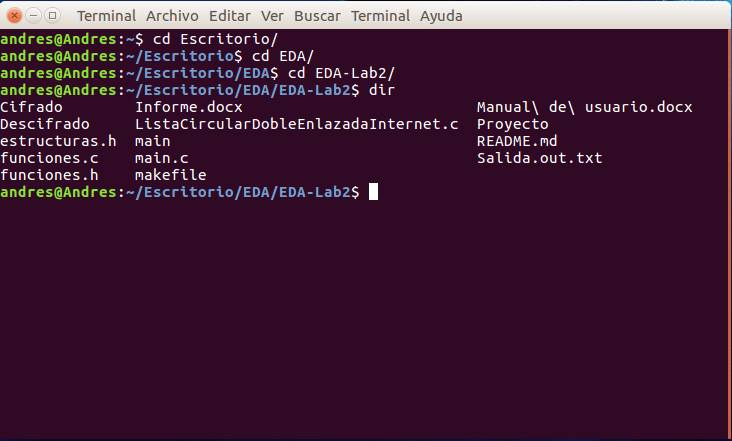 Terminal Archivo Editar Ver Buscar Terminal Ayuda
andres@Andres:~$ cd Escritorio/
andres@Andres:~/Escritorio$ cd EDA/
andres@Andres:~/Escritorio/EDA$ cd EDA-Lab2/
andres@Andres:~/Escritorio/EDA/EDA-Lab2$ dir
Cifrado        Informe.docx                          Manual\ de\ usuario.docx
Descifrado     ListaCircularDobleEnlazadaInternet.c  Proyecto
estructuras.h  main                                  README.md
funciones.c    main.c                                Salida.out.txt
funciones.h    makefile
andres@Andres:~/Escritorio/EDA/EDA-Lab2$